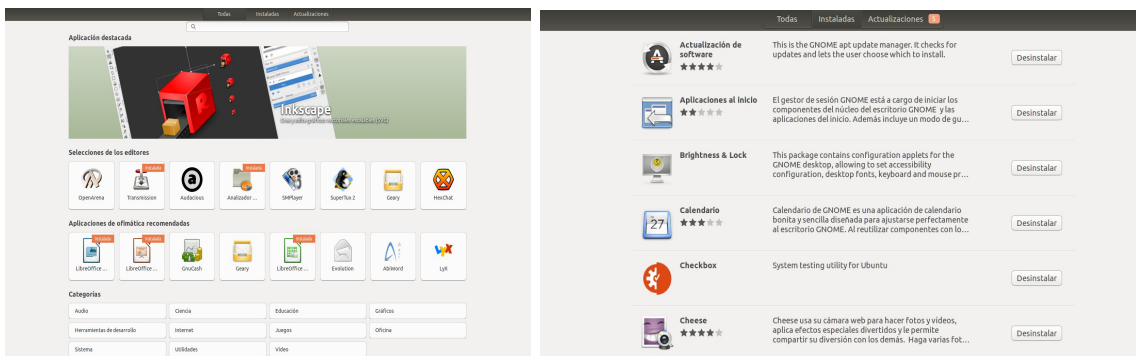 Todas Instaladas Actualizaciones
Aplicación destacada
Inkscape
Selecciones de los editores
Instalada
Instalada
OpenArena Transmission Audacious Analizador ... SMPlayer SuperTux 2 Geary HexChat
Aplicaciones de ofimática recomendadas
Instalada
Instalada
Instalada
LibreOffice ... LibreOffice ... GnuCash Geary LibreOffice ... Evolution AbiWord LyX
Categorías
Audio Ciencia Educación Gráficos
Herramientas de desarrollo Internet Juegos Oficina
Sistema Utilidades Vídeo
Todas Instaladas Actualizaciones 5
Actualización de software
This is the GNOME apt update manager. It checks for
updates and lets the user choose which to install.
Desinstalar
Aplicaciones al inicio
El gestor de sesión GNOME está a cargo de iniciar los
componentes del núcleo del escritorio GNOME y las
aplicaciones del inicio. Además incluye un modo de gu...
Desinstalar
Brightness & Lock
This package contains configuration applets for the
GNOME desktop, allowing to set accessibility
configuration, desktop fonts, keyboard and mouse pr...
Desinstalar
27
Calendario
Calendario de GNOME es una aplicación de calendario
bonita y sencilla diseñada para ajustarse perfectamente
al escritorio GNOME. Al reutilizar componentes con lo...
Desinstalar
Checkbox
System testing utility for Ubuntu
Desinstalar
Cheese
Cheese usa su cámara web para hacer fotos y vídeos,
aplica efectos especiales divertidos y le permite
compartir su diversión con los demás. Haga varias fot...
Desinstalar